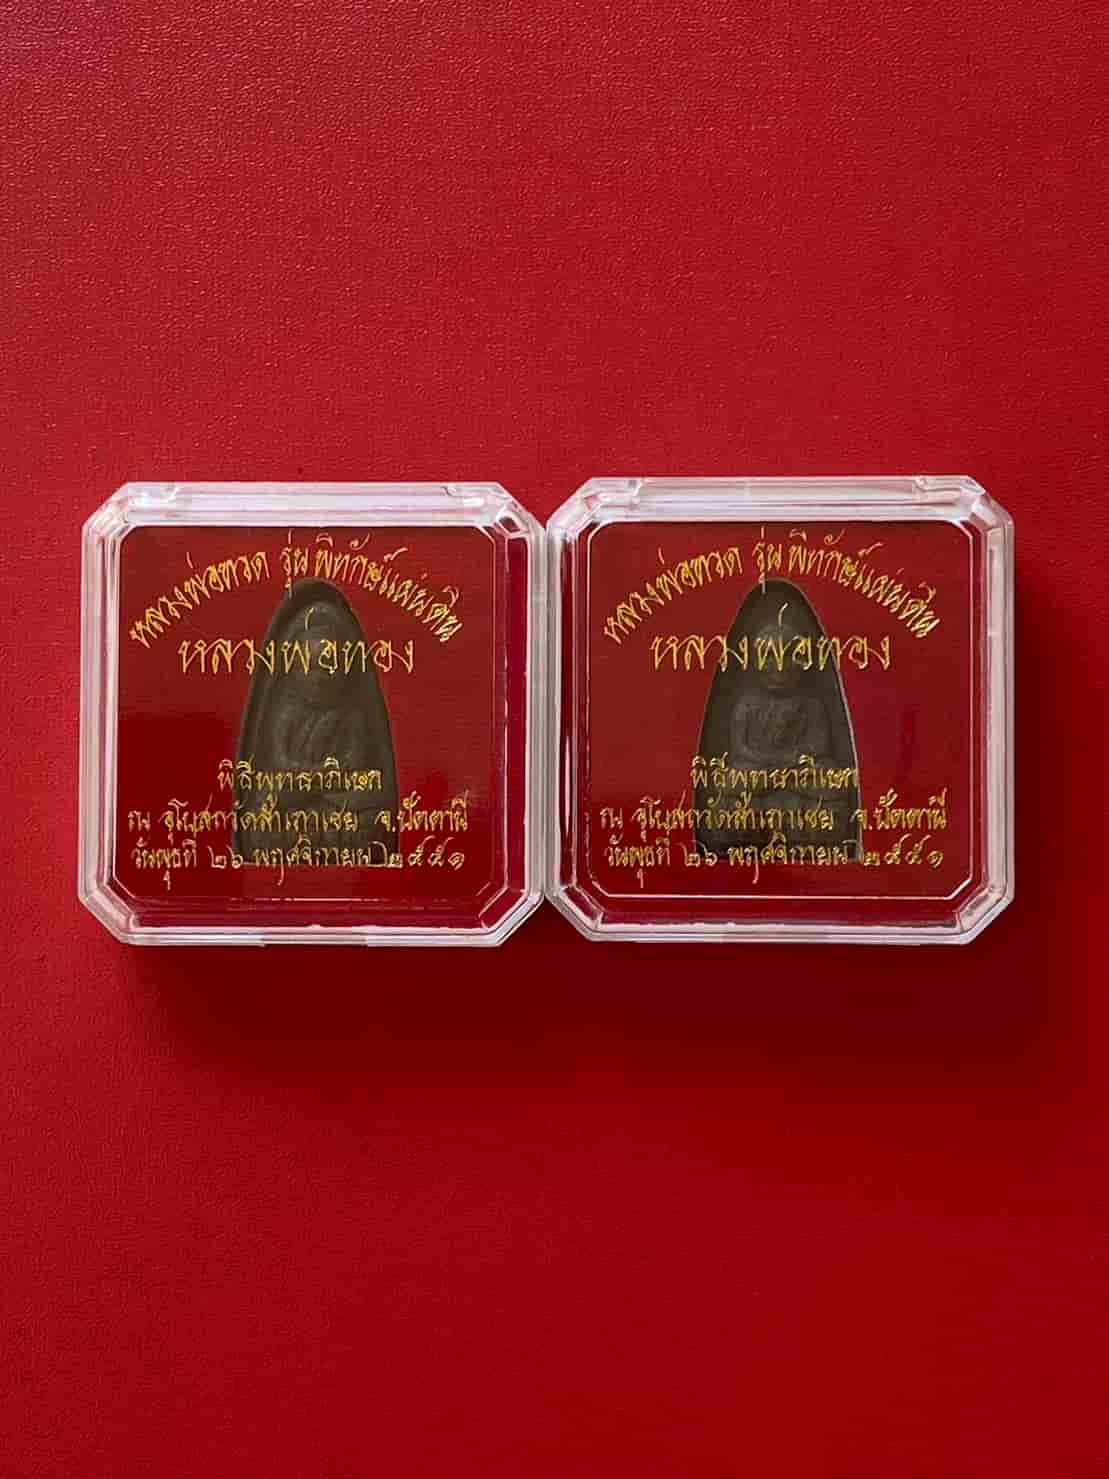 หลวงพ่อทวด รุ่น พิทักษ์แผ่นดิน
หลวงพ่อทอง
พิธีพุทธาภิเษก
ณ อุโบสถวัดสำเภาเชย จ.ปัตตานี
วันพุธที่ ๒๖ พฤศจิกายน ๒๕๕๑
หลวงพ่อทวด รุ่น พิทักษ์แผ่นดิน
หลวงพ่อทอง
พิธีพุทธาภิเษก
ณ อุโบสถวัดสำเภาเชย จ.ปัตตานี
วันพุธที่ ๒๖ พฤศจิกายน ๒๕๕๑